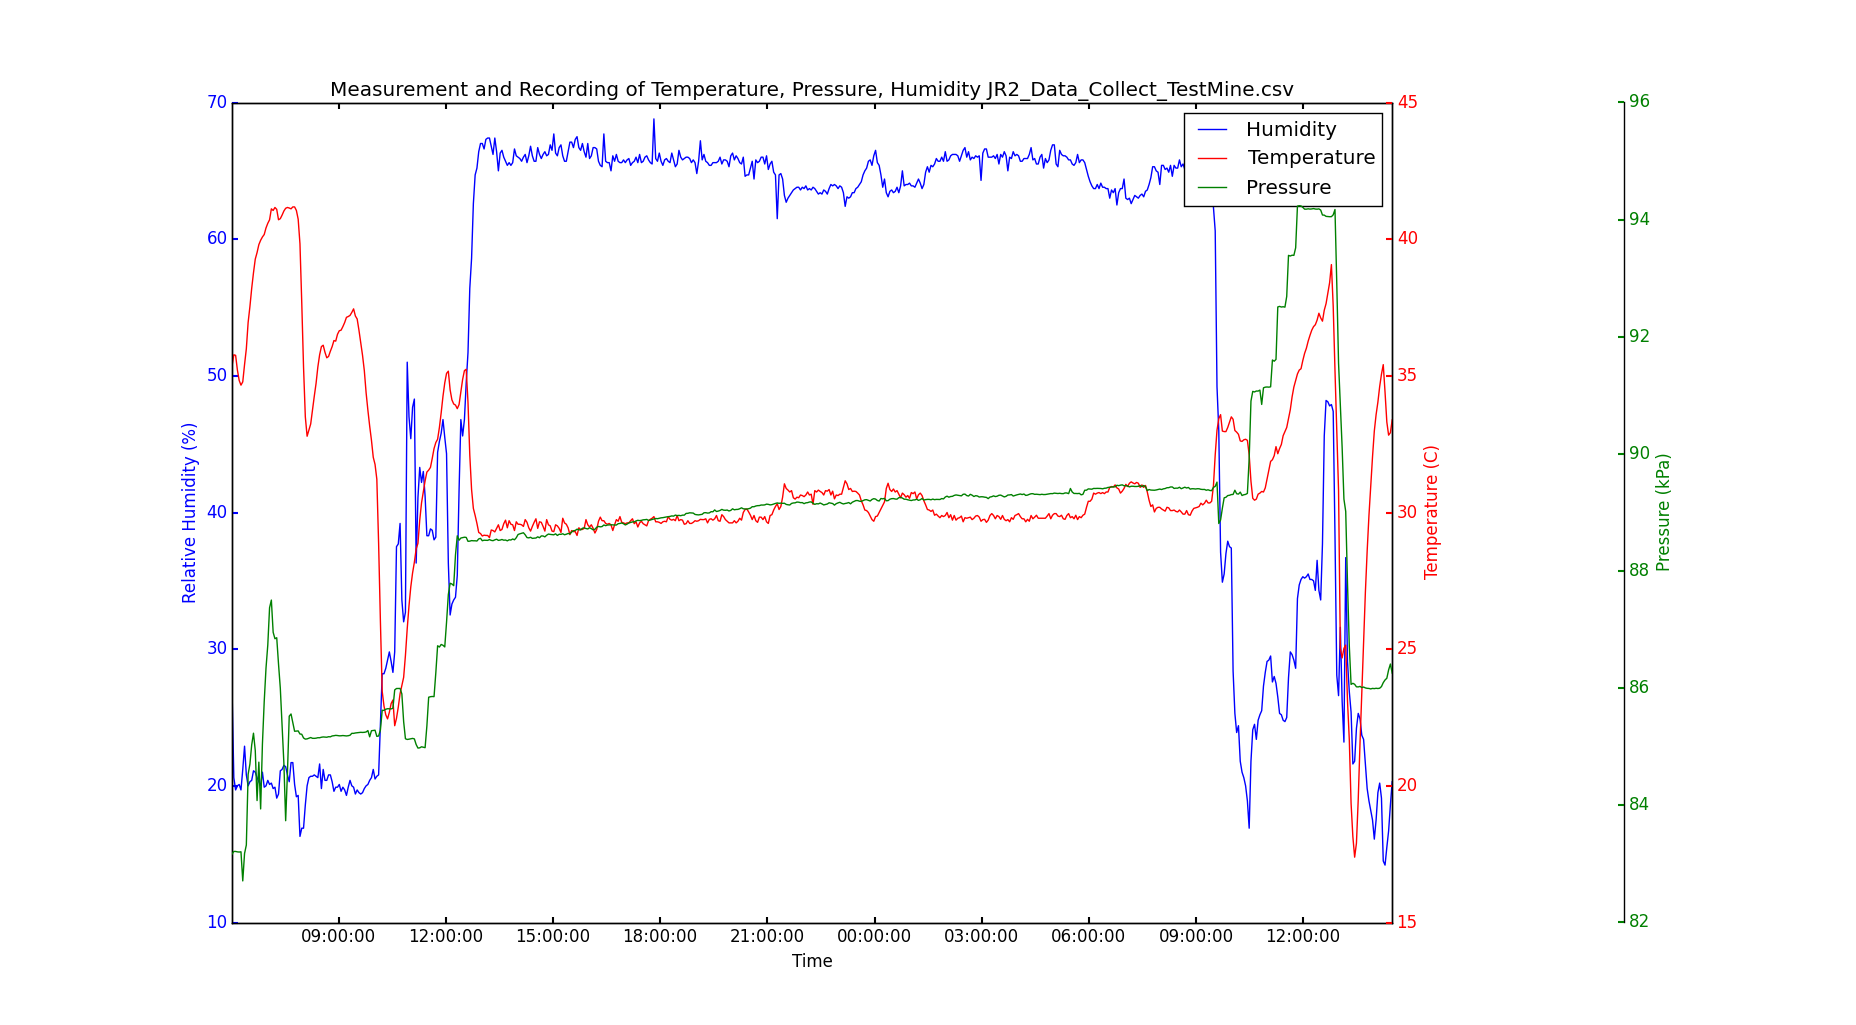 Measurement and Recording of Temperature, Pressure, Humidity JR2_Data_Collect_TestMine.csv
Humidity
Temperature
Pressure
Relative Humidity (%)
70
60
50
40
30
20
10
45
40
35
30
25
20
15
Temperature (C)
96
94
92
90
88
86
84
82
Pressure (kPa)
09:00:00 12:00:00 15:00:00 18:00:00 21:00:00 00:00:00 03:00:00 06:00:00 09:00:00 12:00:00
Time